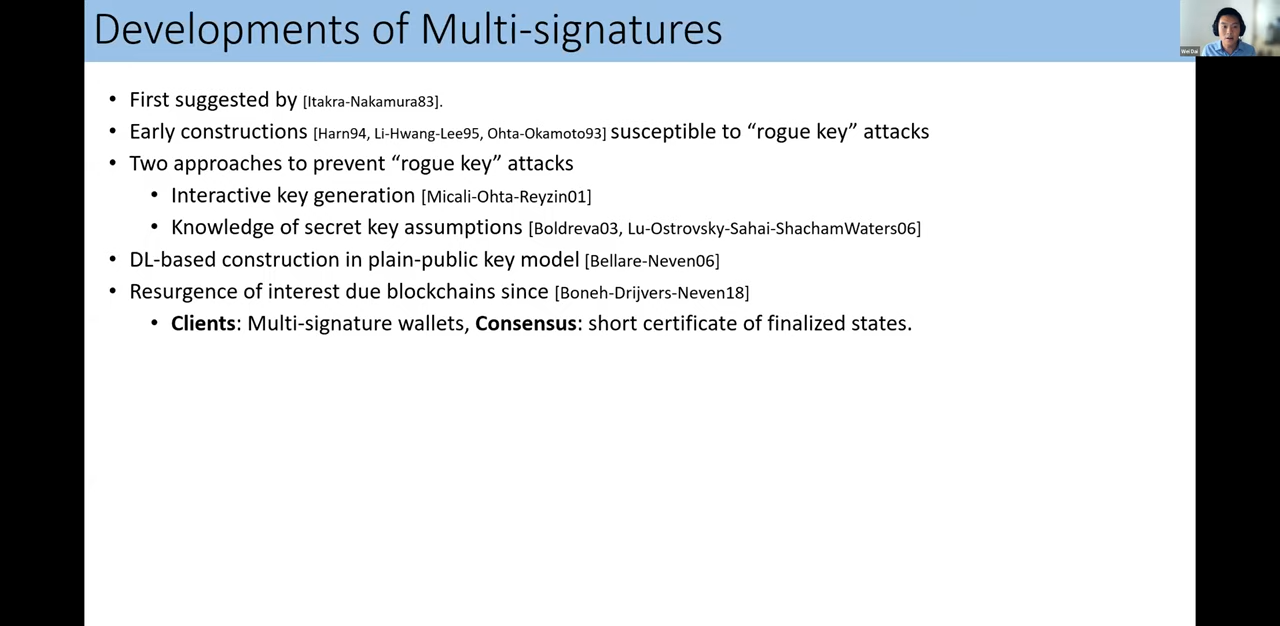 Developments of Multi-signatures
Wei Dai
• First suggested by [Itakra-Nakamura83].
• Early constructions [Harn94, Li-Hwang-Lee95, Ohta-Okamoto93] susceptible to “rogue key” attacks
• Two approaches to prevent “rogue key” attacks
• Interactive key generation [Micali-Ohta-Reyzin01]
• Knowledge of secret key assumptions [Boldreva03, Lu-Ostrovsky-Sahai-ShachamWaters06]
• DL-based construction in plain-public key model [Bellare-Neven06]
• Resurgence of interest due blockchains since [Boneh-Drijvers-Neven18]
• Clients: Multi-signature wallets, Consensus: short certificate of finalized states.